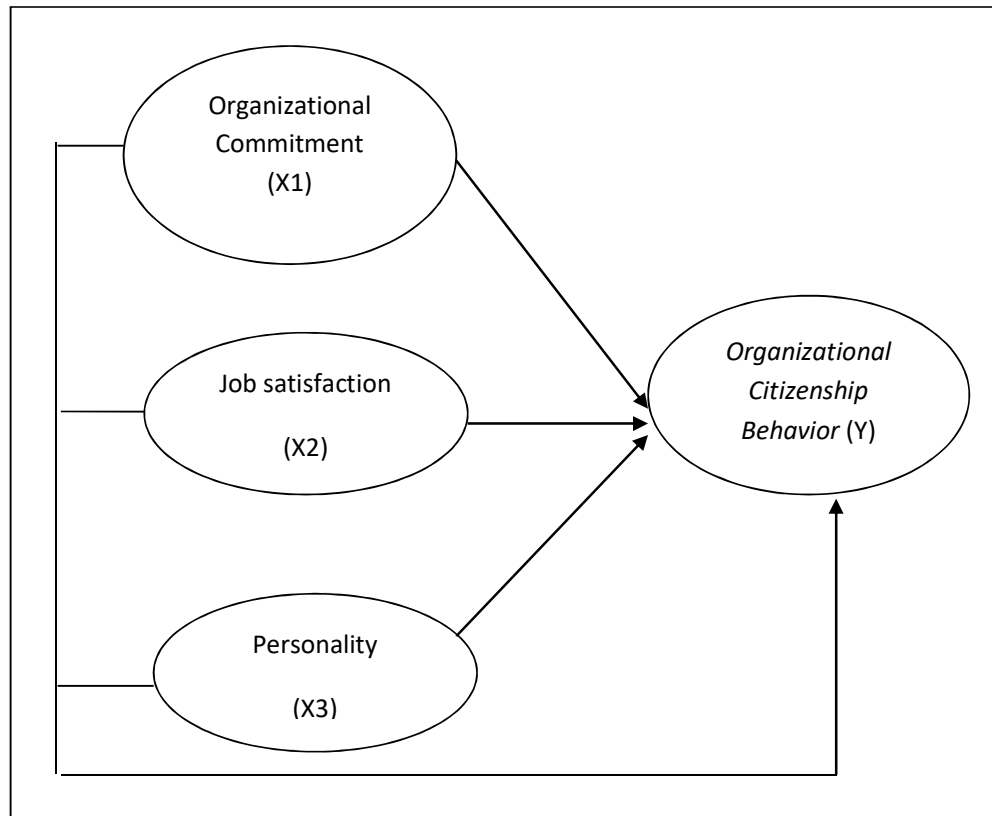 Organizational
Commitment
(X1)
Job satisfaction
(X2)
Personality
(X3)
Organizational
Citizenship
Behavior (Y)